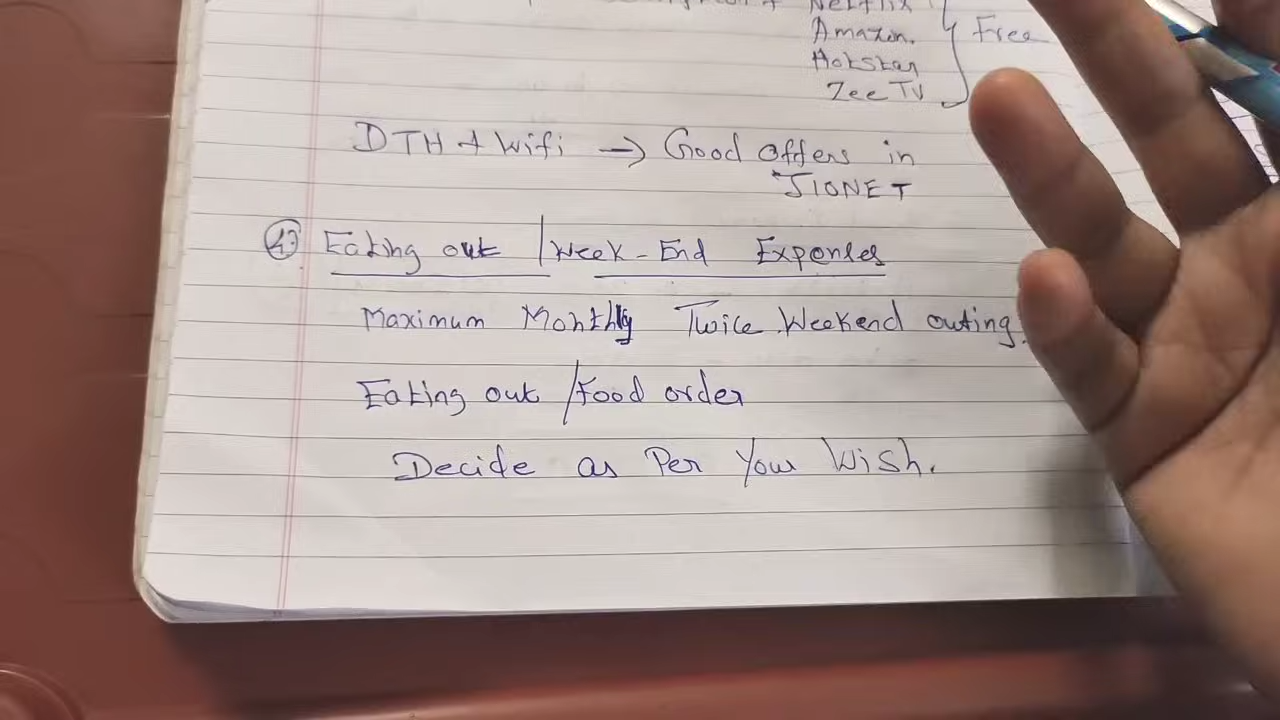 Netflix
Amazon.
Hotstar
Zee TV
Free
DTH + Wifi → Good offers in
JIONET
4) Eating out / Week-End Expenses
Maximum Monthly Twice Weekend outing.
Eating out / Food order
Decide as Per Your Wish.